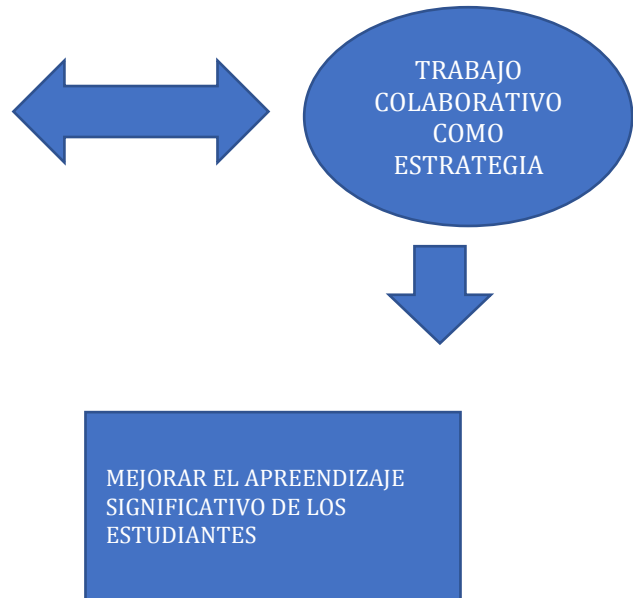 TRABAJO
COLABORATIVO
COMO
ESTRATEGIA
MEJORAR EL APREENDIZAJE
SIGNIFICATIVO DE LOS
ESTUDIANTES